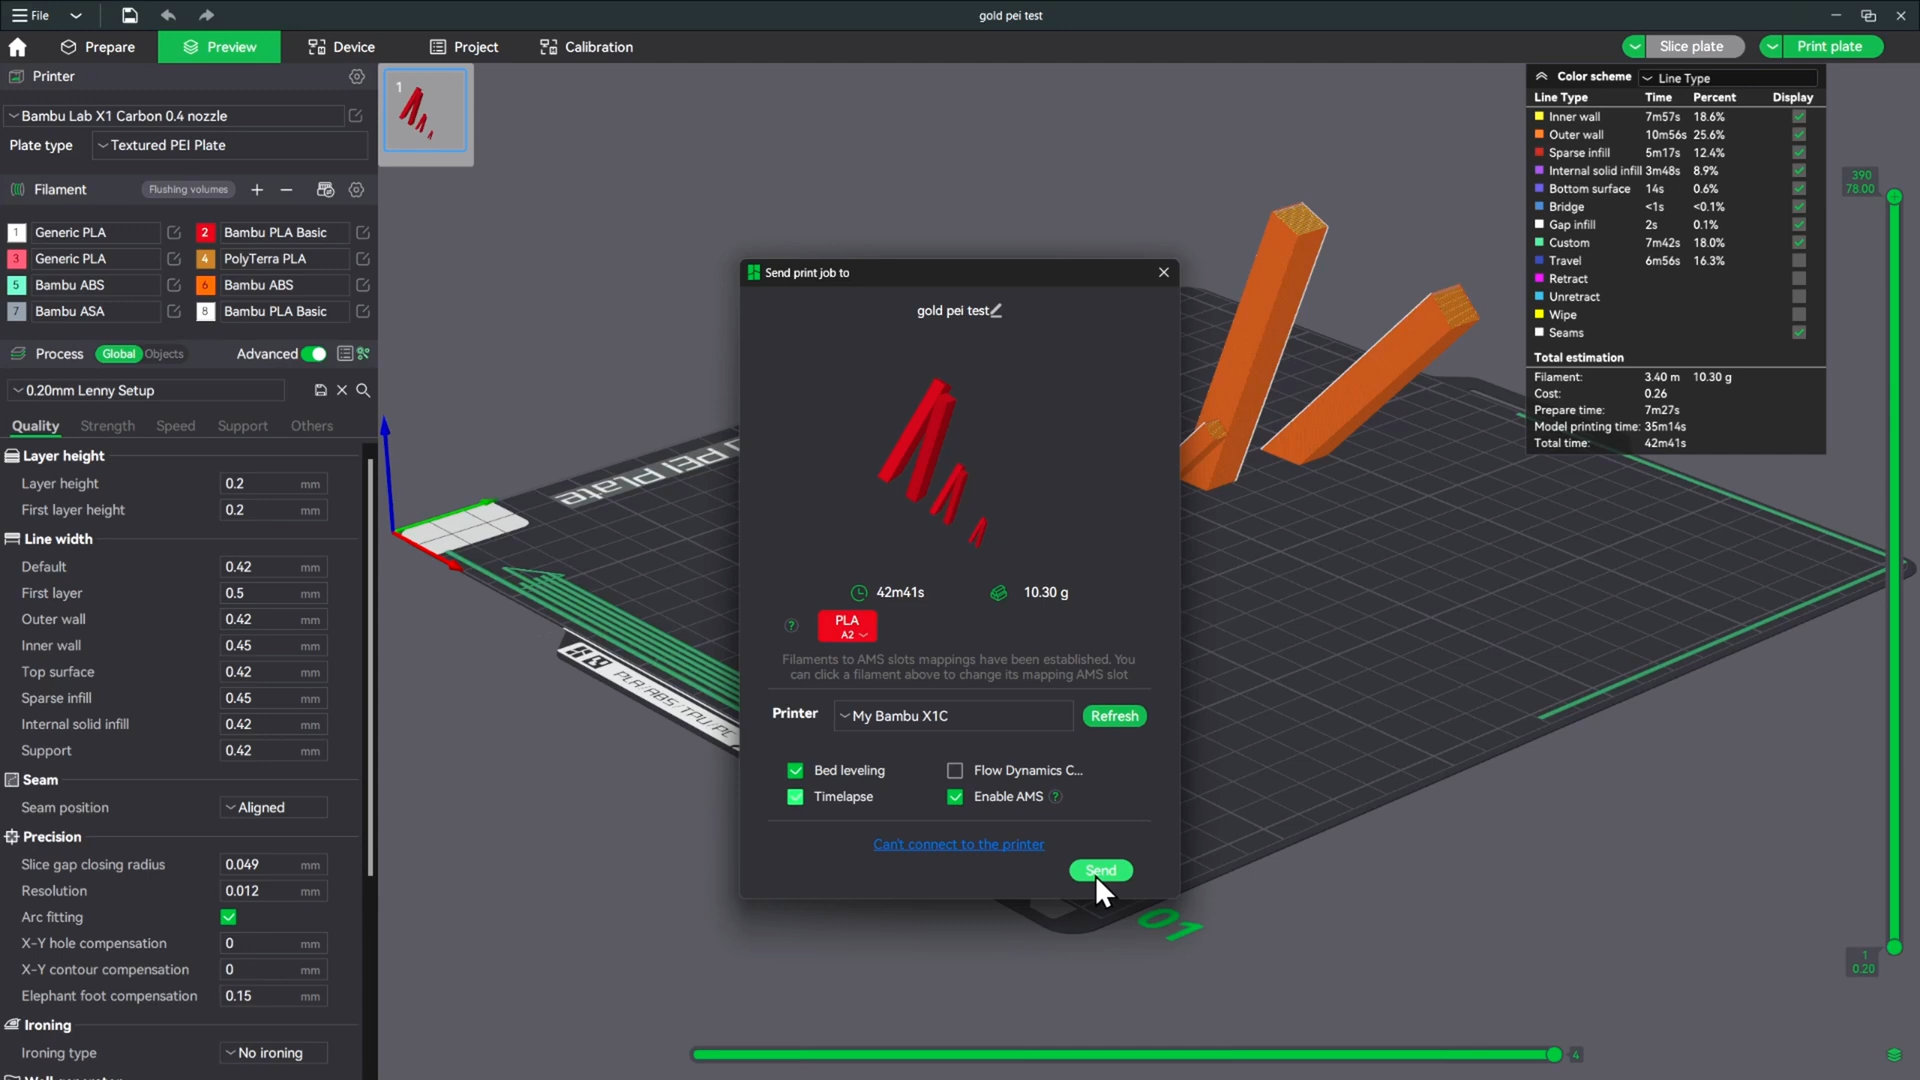 File
gold pei test
Prepare
Preview
Device
Project
Calibration
Slice plate
Print plate
Printer
Bambu Lab X1 Carbon 0.4 nozzle
Plate type
Textured PEI Plate
Filament
Flushing volumes
1 Generic PLA
2 Bambu PLA Basic
3 Generic PLA
4 PolyTerra PLA
5 Bambu ABS
6 Bambu ABS
7 Bambu ASA
8 Bambu PLA Basic
Process
Global
Objects
Advanced
0.20mm Lenny Setup
Quality
Strength
Speed
Support
Others
Layer height
Layer height 0.2 mm
First layer height 0.2 mm
Line width
Default 0.42 mm
First layer 0.5 mm
Outer wall 0.42 mm
Inner wall 0.45 mm
Top surface 0.42 mm
Sparse infill 0.45 mm
Internal solid infill 0.42 mm
Support 0.42 mm
Seam
Seam position Aligned
Precision
Slice gap closing radius 0.049 mm
Resolution 0.012 mm
Arc fitting
X-Y hole compensation 0 mm
X-Y contour compensation 0 mm
Elephant foot compensation 0.15 mm
Ironing
Ironing type No ironing
1
PEI Plate
PLA/ABS/TPU/PC
01
Send print job to
gold pei test
42m41s
10.30 g
PLA
A2
Filaments to AMS slots mappings have been established. You
can click a filament above to change its mapping AMS slot
Printer
My Bambu X1C
Refresh
Bed leveling
Flow Dynamics C...
Timelapse
Enable AMS
Can't connect to the printer
Send
Color scheme
Line Type
Line Type Time Percent Display
Inner wall 7m57s 18.6%
Outer wall 10m56s 25.6%
Sparse infill 5m17s 12.4%
Internal solid infill 3m48s 8.9%
Bottom surface 14s 0.6%
Bridge <1s <0.1%
Gap infill 2s 0.1%
Custom 7m42s 18.0%
Travel 6m56s 16.3%
Retract
Unretract
Wipe
Seams
Total estimation
Filament: 3.40 m 10.30 g
Cost: 0.26
Prepare time: 7m27s
Model printing time: 35m14s
Total time: 42m41s
390
78.00
1
0.20
4